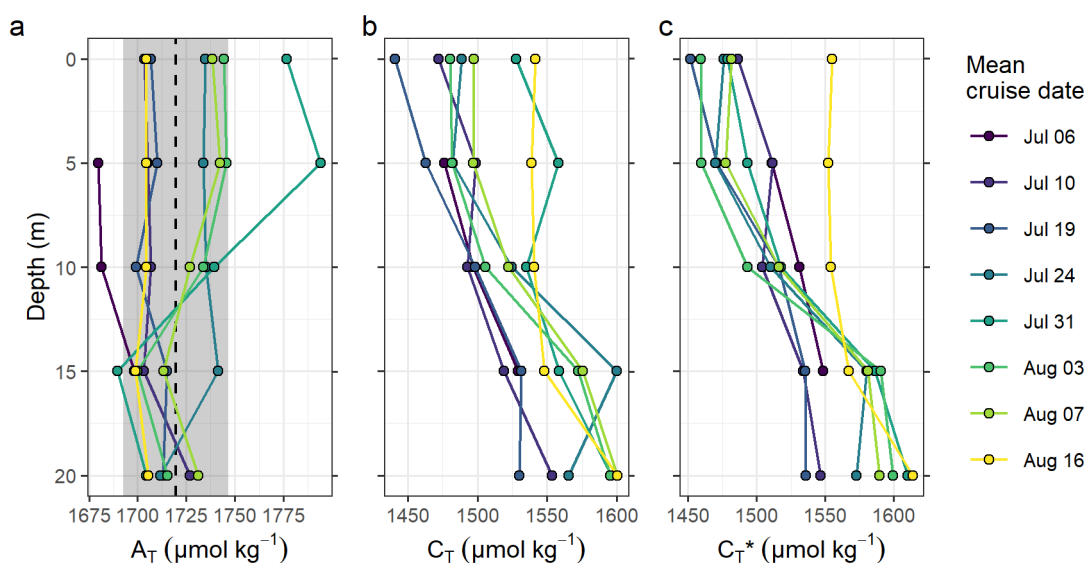 a
b
c
0
5
10
15
20
Depth (m)
1675
1700
1725
1750
1775
1450
1500
1550
1600
1450
1500
1550
1600
A_T (μmol kg⁻¹)
C_T (μmol kg⁻¹)
C_T* (μmol kg⁻¹)
Mean
cruise date
Jul 06
Jul 10
Jul 19
Jul 24
Jul 31
Aug 03
Aug 07
Aug 16